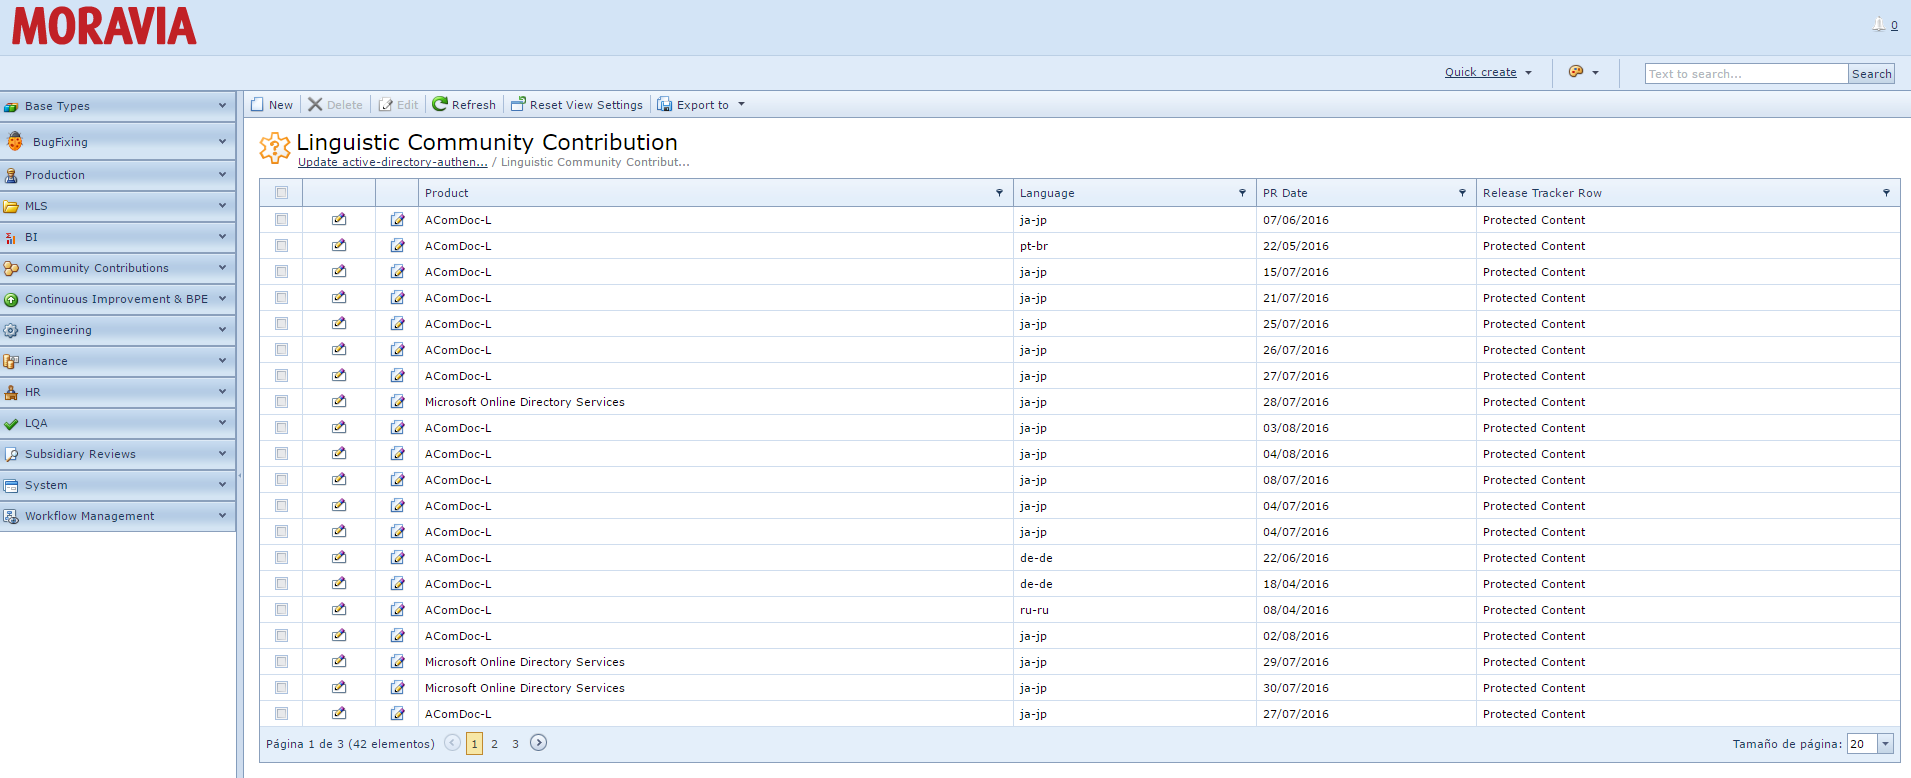 MORAVIA
0
Quick create
Text to search...
Search
Base Types
BugFixing
Production
MLS
BI
Community Contributions
Continuous Improvement & BPE
Engineering
Finance
HR
LQA
Subsidiary Reviews
System
Workflow Management
New Delete Edit Refresh Reset View Settings Export to
Linguistic Community Contribution
Update active-directory-authen... / Linguistic Community Contribut...
Product Language PR Date Release Tracker Row
AComDoc-L ja-jp 07/06/2016 Protected Content
AComDoc-L pt-br 22/05/2016 Protected Content
AComDoc-L ja-jp 15/07/2016 Protected Content
AComDoc-L ja-jp 21/07/2016 Protected Content
AComDoc-L ja-jp 25/07/2016 Protected Content
AComDoc-L ja-jp 26/07/2016 Protected Content
AComDoc-L ja-jp 27/07/2016 Protected Content
Microsoft Online Directory Services ja-jp 28/07/2016 Protected Content
AComDoc-L ja-jp 03/08/2016 Protected Content
AComDoc-L ja-jp 04/08/2016 Protected Content
AComDoc-L ja-jp 08/07/2016 Protected Content
AComDoc-L ja-jp 04/07/2016 Protected Content
AComDoc-L ja-jp 04/07/2016 Protected Content
AComDoc-L de-de 22/06/2016 Protected Content
AComDoc-L de-de 18/04/2016 Protected Content
AComDoc-L ru-ru 08/04/2016 Protected Content
AComDoc-L ja-jp 02/08/2016 Protected Content
Microsoft Online Directory Services ja-jp 29/07/2016 Protected Content
Microsoft Online Directory Services ja-jp 30/07/2016 Protected Content
AComDoc-L ja-jp 27/07/2016 Protected Content
Página 1 de 3 (42 elementos) 1 2 3
Tamaño de página: 20